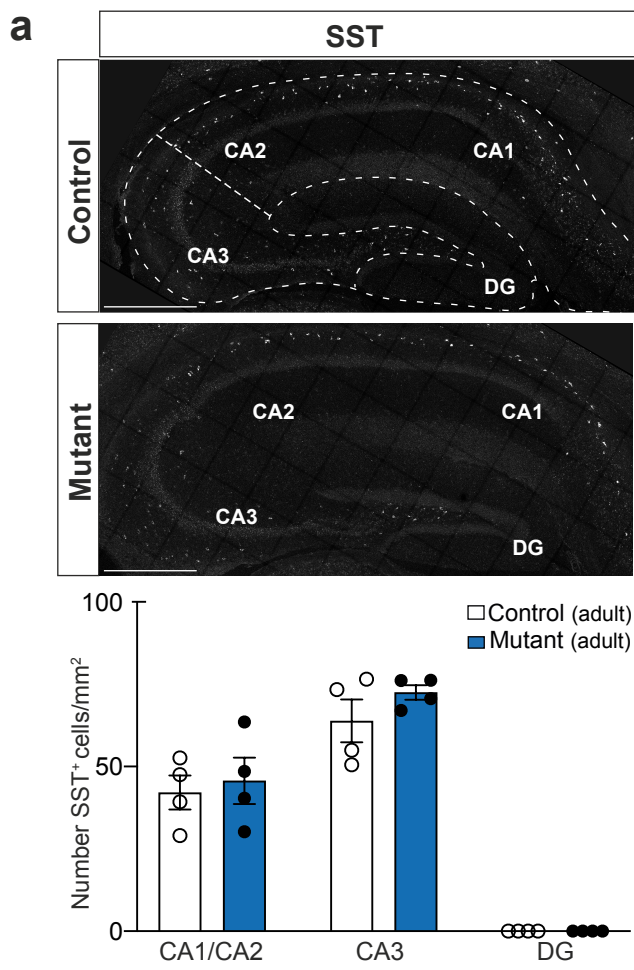 a
SST
Control
CA2
CA1
CA3
DG
Mutant
CA2
CA1
CA3
DG
Number SST⁺ cells/mm²
100
50
0
Control (adult)
Mutant (adult)
CA1/CA2
CA3
DG